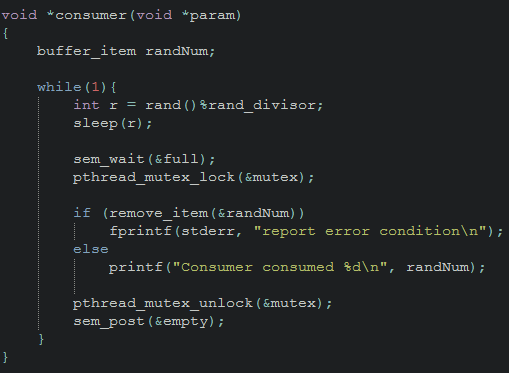 void *consumer(void *param)
{
buffer_item randNum;
while(1){
int r = rand()%rand_divisor;
sleep(r);
sem_wait(&full);
pthread_mutex_lock(&mutex);
if (remove_item(&randNum))
fprintf(stderr, "report error condition\n");
else
printf("Consumer consumed %d\n", randNum);
pthread_mutex_unlock(&mutex);
sem_post(&empty);
}
}